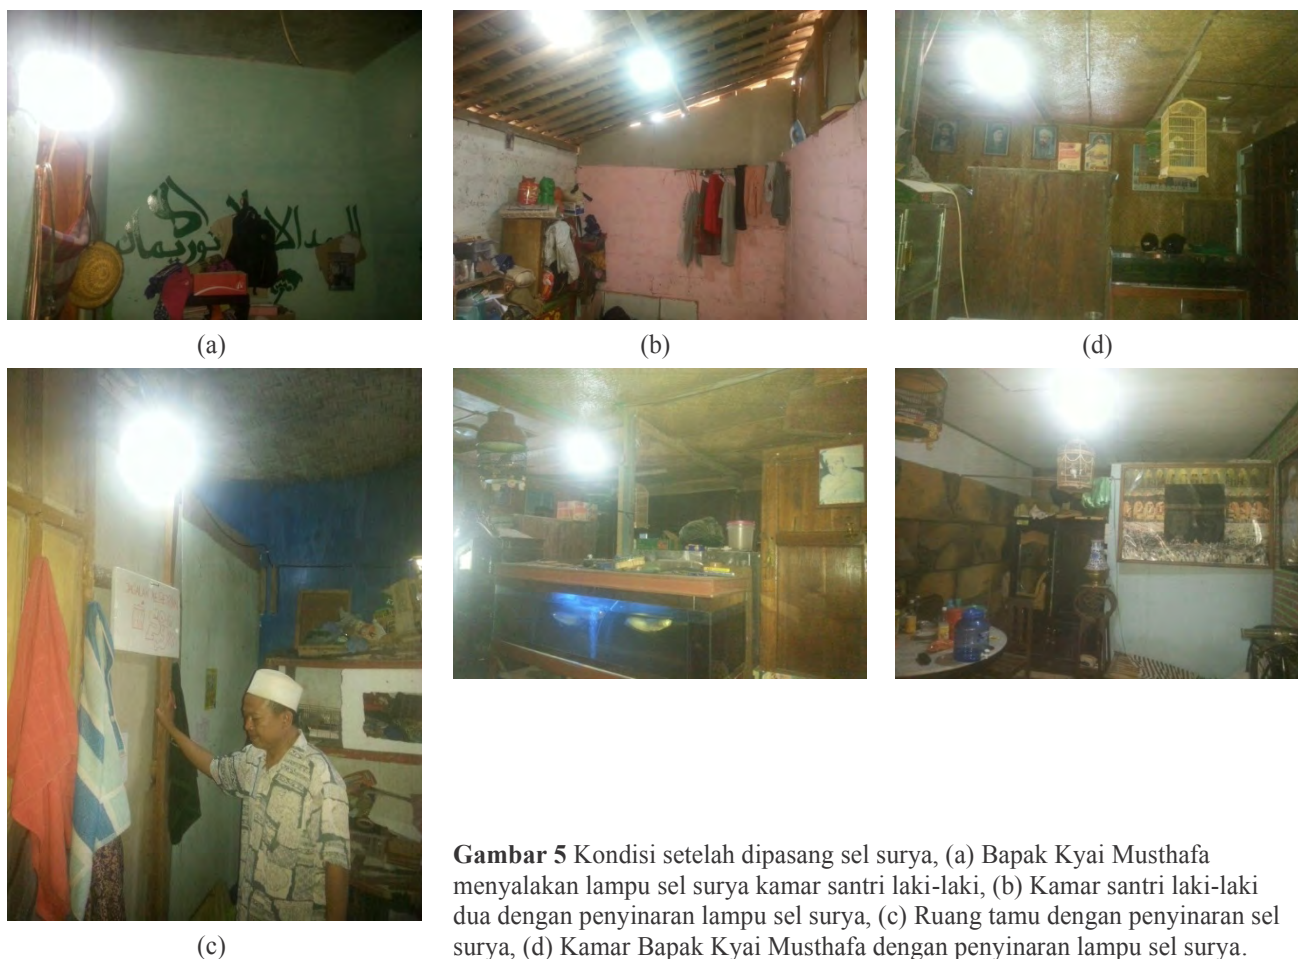 (a)
(b)
(d)
(c)
Gambar 5 Kondisi setelah dipasang sel surya, (a) Bapak Kyai Musthafa
menyalakan lampu sel surya kamar santri laki-laki, (b) Kamar santri laki-laki
dua dengan penyinaran lampu sel surya, (c) Ruang tamu dengan penyinaran sel
surya, (d) Kamar Bapak Kyai Musthafa dengan penyinaran lampu sel surya.